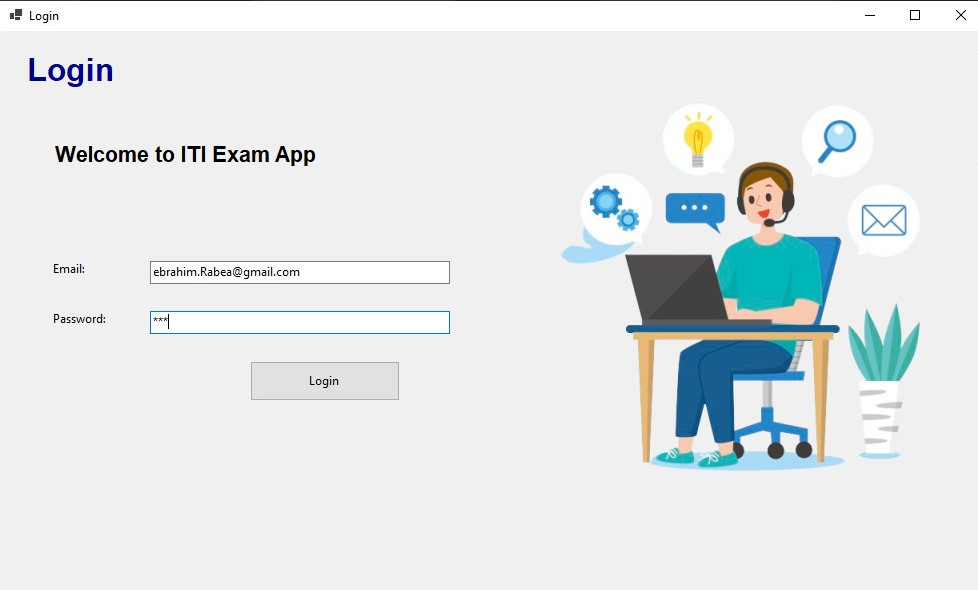 Login
Login
Welcome to ITI Exam App
Email:
ebrahim.Rabea@gmail.com
Password:
***
Login